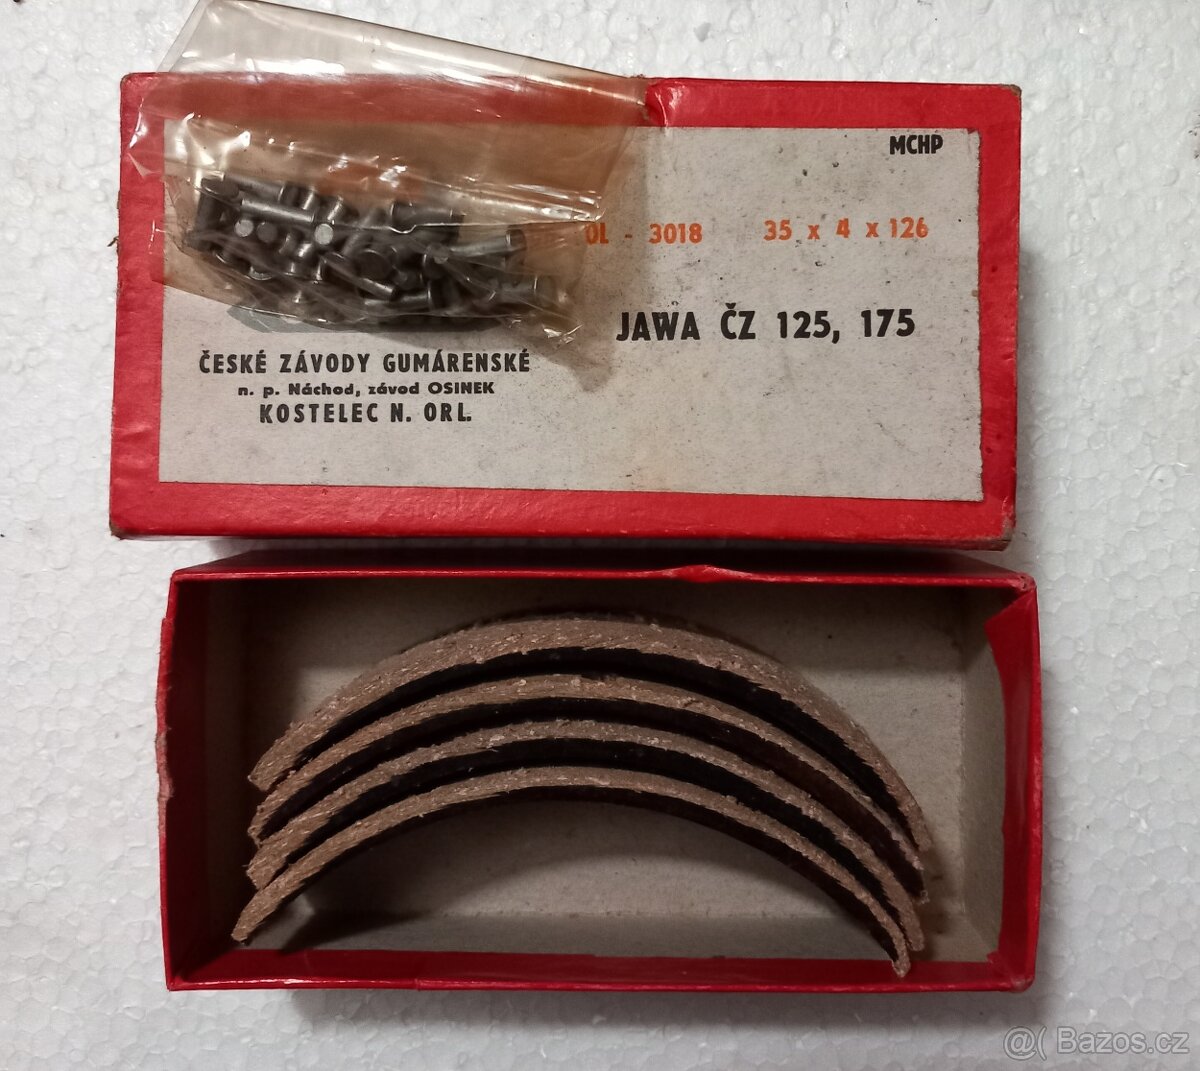 MCHP
OL - 3018 35 x 4 x 126
JAWA ČZ 125, 175
ČESKÉ ZÁVODY GUMÁRENSKÉ
n. p. Náchod, závod OSINEK
KOSTELEC N. ORL.
@( Bazos.cz